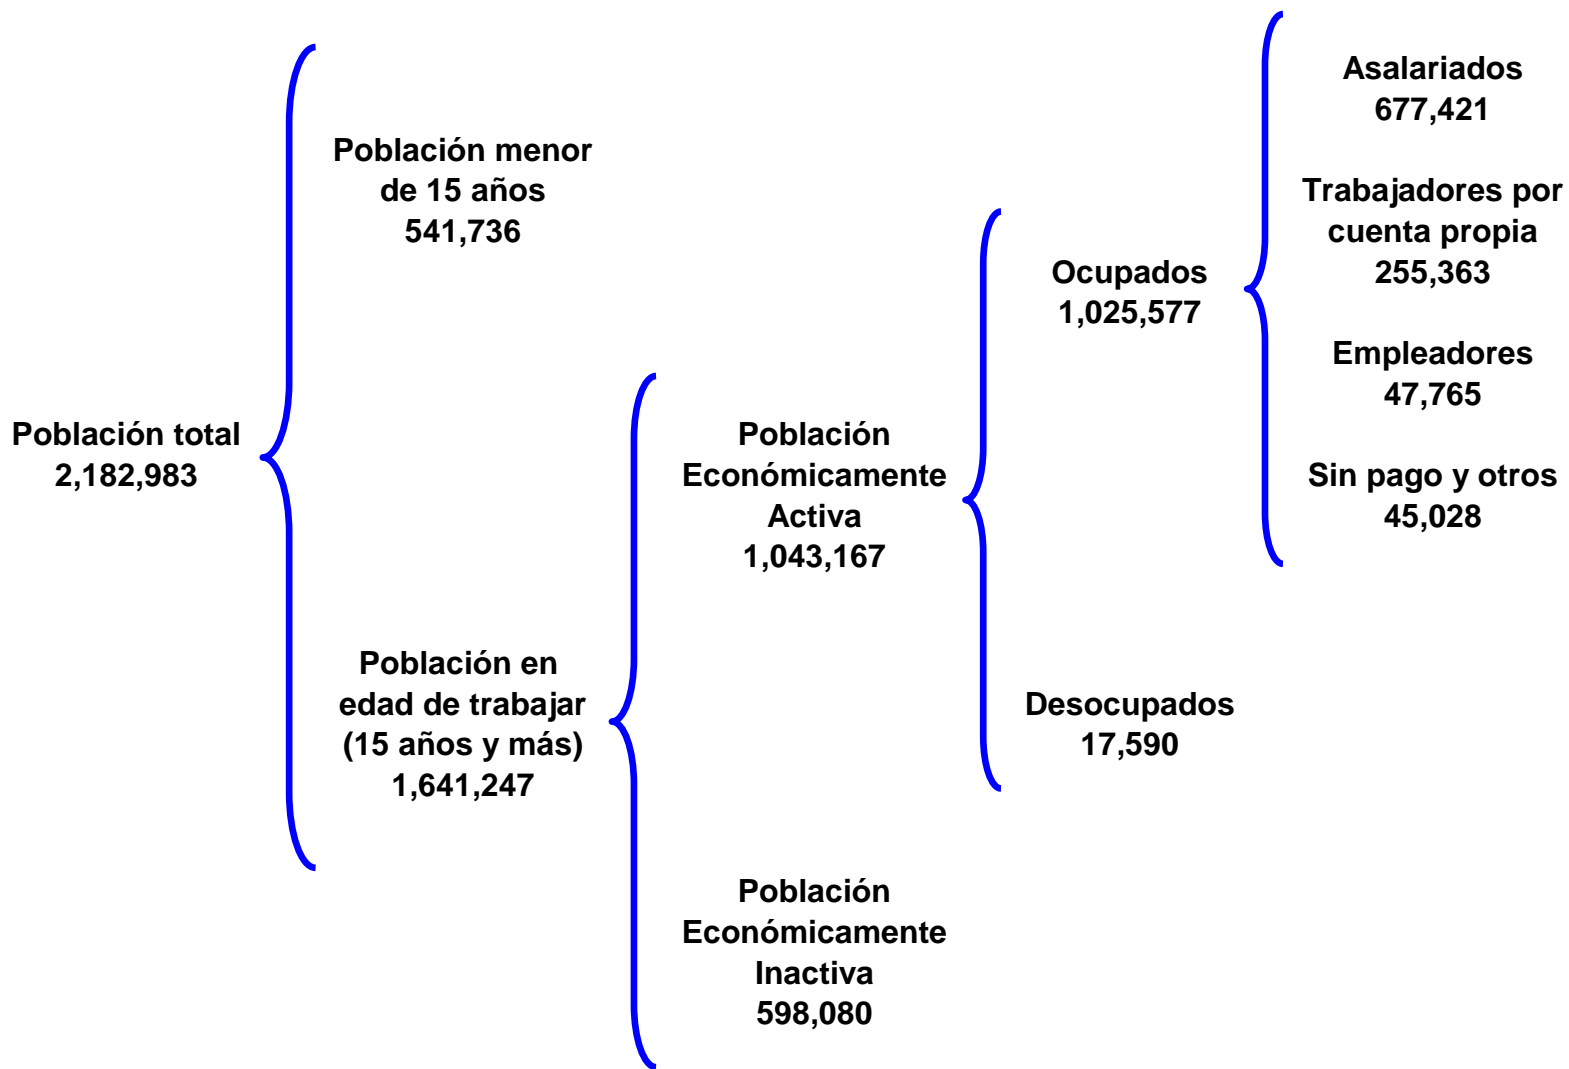 Población total
2,182,983
Población menor
de 15 años
541,736
Población en
edad de trabajar
(15 años y más)
1,641,247
Población
Económicamente
Activa
1,043,167
Población
Económicamente
Inactiva
598,080
Ocupados
1,025,577
Desocupados
17,590
Asalariados
677,421
Trabajadores por
cuenta propia
255,363
Empleadores
47,765
Sin pago y otros
45,028